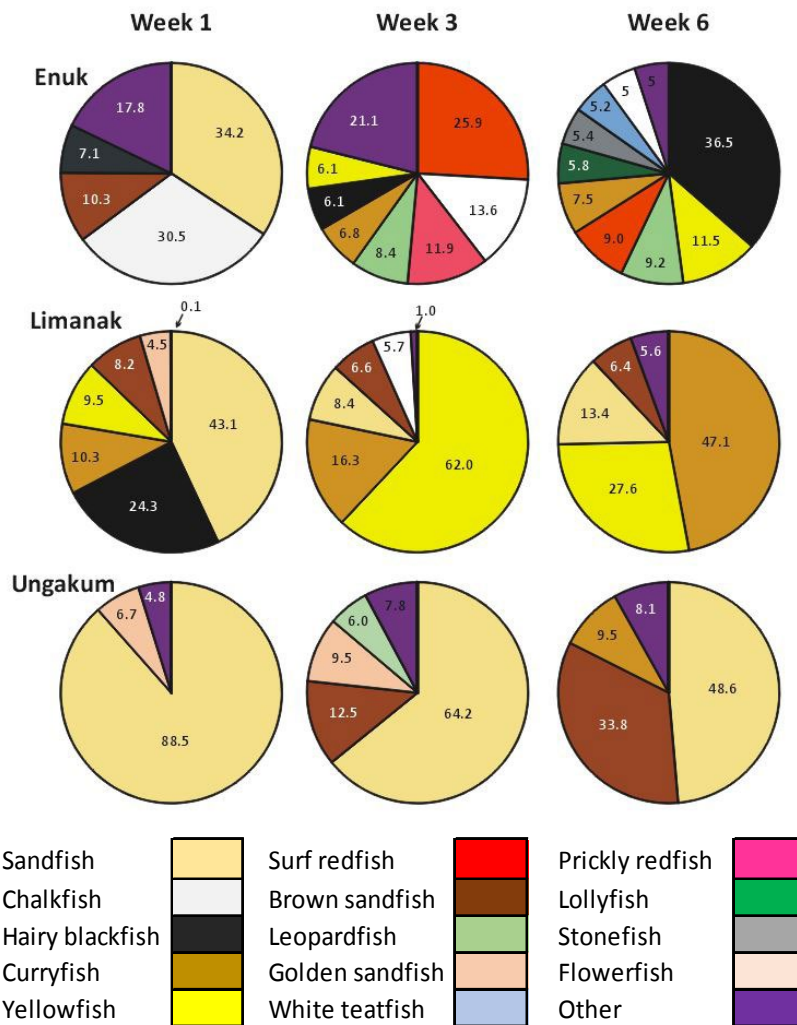 Week 1 Week 3 Week 6
Enuk
17.8 34.2 7.1 10.3 30.5
21.1 25.9 6.1 6.1 13.6 6.8 8.4 11.9
5 5 5.2 5.4 36.5 5.8 7.5 9.0 9.2 11.5
Limanak
0.1 4.5 8.2 9.5 43.1 10.3 24.3
1.0 5.7 6.6 8.4 16.3 62.0
5.6 6.4 13.4 47.1 27.6
Ungakum
4.8 6.7 88.5
7.8 6.0 9.5 12.5 64.2
8.1 9.5 48.6 33.8
Sandfish Surf redfish Prickly redfish
Chalkfish Brown sandfish Lollyfish
Hairy blackfish Leopardfish Stonefish
Curryfish Golden sandfish Flowerfish
Yellowfish White teatfish Other